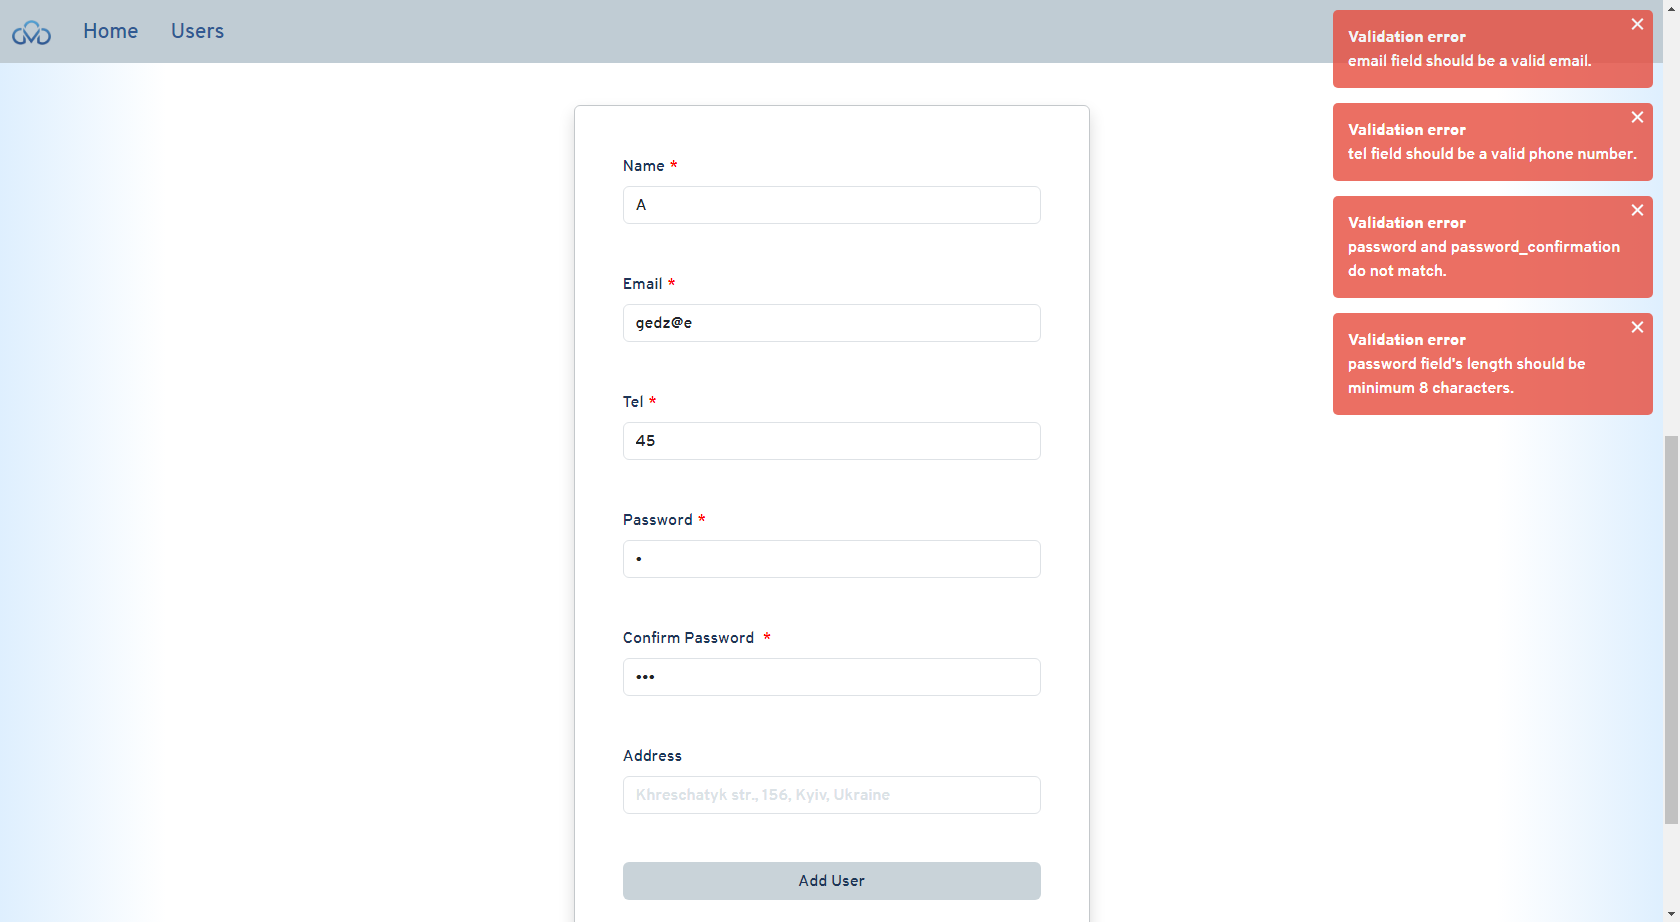 Home Users
Name *
A
Email *
gedz@e
Tel *
45
Password *
•
Confirm Password *
•••
Address
Khreschatyk str., 156, Kyiv, Ukraine
Add User
Validation error
email field should be a valid email.
Validation error
tel field should be a valid phone number.
Validation error
password and password_confirmation
do not match.
Validation error
password field's length should be
minimum 8 characters.